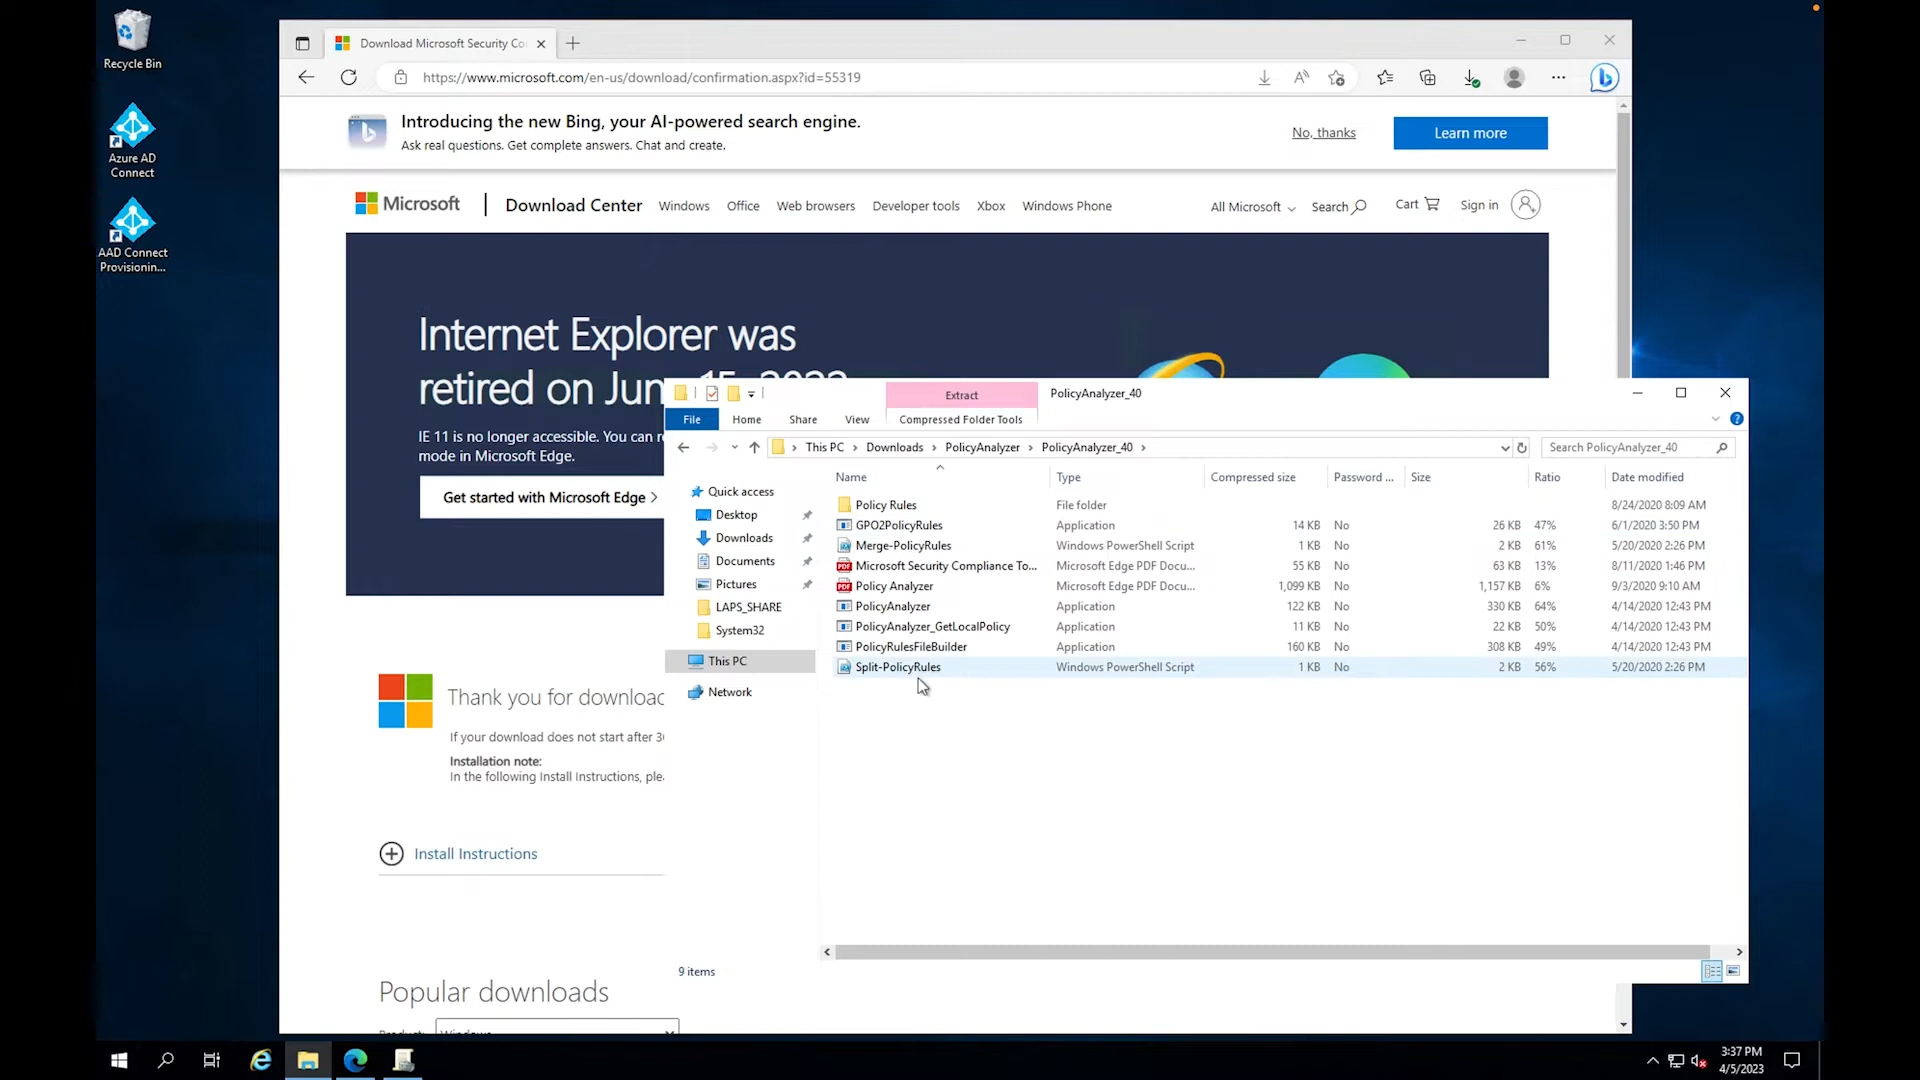 Recycle Bin
Azure AD
Connect
AAD Connect
Provisionin...
Download Microsoft Security Co
https://www.microsoft.com/en-us/download/confirmation.aspx?id=55319
Introducing the new Bing, your AI-powered search engine.
Ask real questions. Get complete answers. Chat and create.
No, thanks
Learn more
Microsoft
Download Center
Windows
Office
Web browsers
Developer tools
Xbox
Windows Phone
All Microsoft
Search
Cart
Sign in
Internet Explorer was
retired on
IE 11 is no longer accessible. You can
mode in Microsoft Edge.
Get started with Microsoft Edge
Thank you for
If your download does not start after
Installation note:
In the following Install Instructions,
Install Instructions
Popular downloads
Extract
PolicyAnalyzer_40
File
Home
Share
View
Compressed Folder Tools
This PC > Downloads > PolicyAnalyzer > PolicyAnalyzer_40 >
Search PolicyAnalyzer_40
Quick access
Desktop
Downloads
Documents
Pictures
LAPS_SHARE
System32
This PC
Network
Name Type Compressed size Password ... Size Ratio Date modified
Policy Rules File folder 8/24/2020 8:09 AM
GPO2PolicyRules Application 14 KB No 26 KB 47% 6/1/2020 3:50 PM
Merge-PolicyRules Windows PowerShell Script 1 KB No 2 KB 61% 5/20/2020 2:26 PM
Microsoft Security Compliance To... Microsoft Edge PDF Docu... 55 KB No 63 KB 13% 8/11/2020 1:46 PM
Policy Analyzer Microsoft Edge PDF Docu... 1,099 KB No 1,157 KB 6% 9/3/2020 9:10 AM
PolicyAnalyzer Application 122 KB No 330 KB 64% 4/14/2020 12:43 PM
PolicyAnalyzer_GetLocalPolicy Application 11 KB No 22 KB 50% 4/14/2020 12:43 PM
PolicyRulesFileBuilder Application 160 KB No 308 KB 49% 4/14/2020 12:43 PM
Split-PolicyRules Windows PowerShell Script 1 KB No 2 KB 56% 5/20/2020 2:26 PM
9 items
3:37 PM
4/5/2023